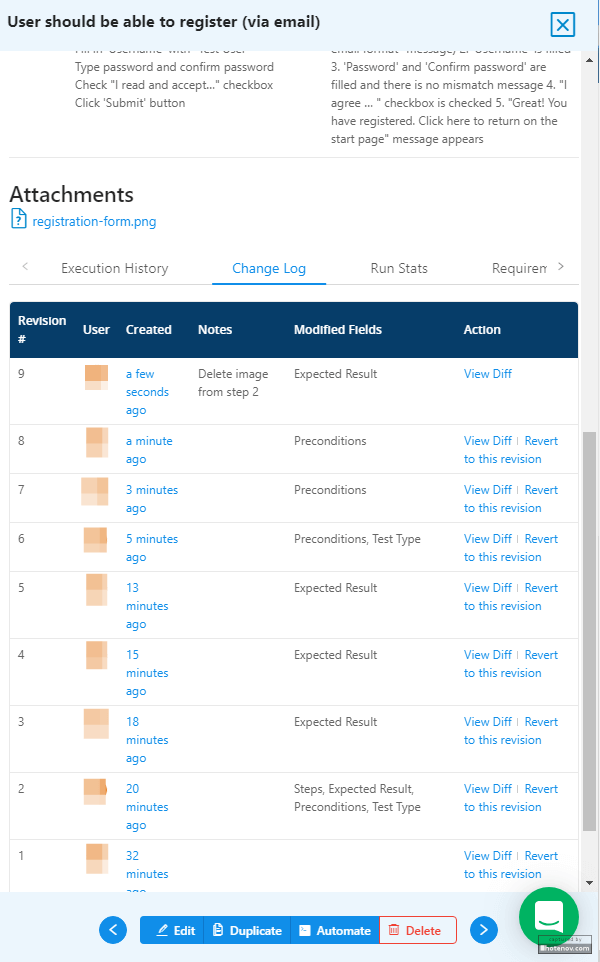 User should be able to register (via email)
Type password and confirm password
Check "I read and accept..." checkbox
Click 'Submit' button
3. 'Password' and 'Confirm password' are
filled and there is no mismatch message 4. "I
agree ... " checkbox is checked 5. "Great! You
have registered. Click here to return on the
start page" message appears
Attachments
registration-form.png
Execution History
Change Log
Run Stats
Requirem
Revision
#
User
Created
Notes
Modified Fields
Action
9
a few
seconds
ago
Delete image
from step 2
Expected Result
View Diff
8
a minute
ago
Preconditions
View Diff | Revert
to this revision
7
3 minutes
ago
Preconditions
View Diff | Revert
to this revision
6
5 minutes
ago
Preconditions, Test Type
View Diff | Revert
to this revision
5
13
minutes
ago
Expected Result
View Diff | Revert
to this revision
4
15
minutes
ago
Expected Result
View Diff | Revert
to this revision
3
18
minutes
ago
Expected Result
View Diff | Revert
to this revision
2
20
minutes
ago
Steps, Expected Result,
Preconditions, Test Type
View Diff | Revert
to this revision
1
32
minutes
View Diff | Revert
to this revision
Edit
Duplicate
Automate
Delete
captured by
hotenov.com